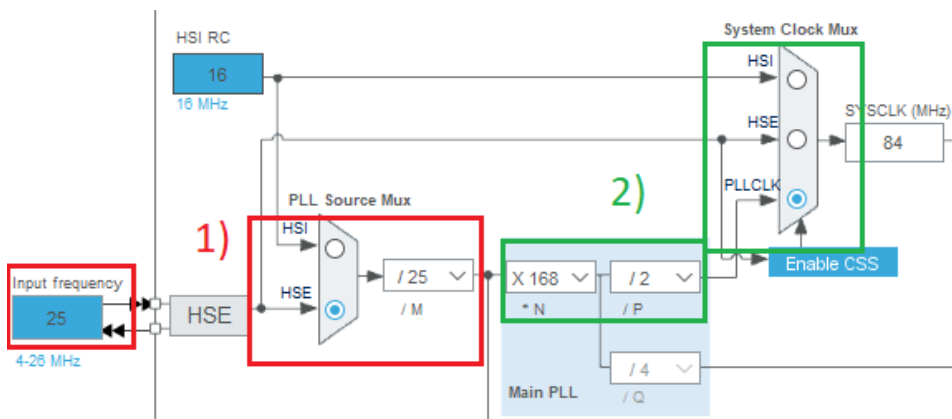 System Clock Mux
HSI RC
16
16 MHz
HSI
HSE
SYSCLK (MHz)
84
PLLCLK
2)
1)
PLL Source Mux
HSI
HSE
/ 25
/ M
X 168
* N
/ 2
/ P
Enable CSS
Input frequency
25
4-26 MHz
HSE
/ 4
/ Q
Main PLL